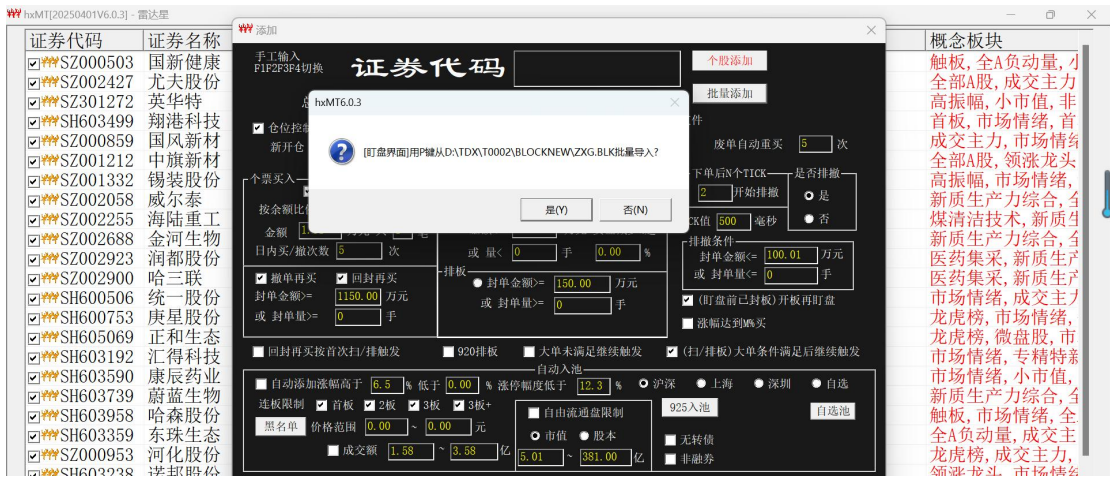 hxMT[20250401V6.0.3] - 雷达星
证券代码 证券名称
SZ000503 国新健康
SZ002427 尤夫股份
SZ301272 英华特
SH603499 翔港科技
SZ000859 国风新材
SZ001212 中旗新材
SZ001332 锡装股份
SZ002058 威尔泰
SZ002255 海陆重工
SZ002688 金河生物
SZ002923 润都股份
SZ002900 哈三联
SH600506 统一股份
SH600753 庚星股份
SH605069 正和生态
SH603192 汇得科技
SH603590 康辰药业
SH603739 蔚蓝生物
SH603958 哈森股份
SH603359 东珠生态
SZ000953 河化股份
SH603238 诺邦股份
添加
手工输入
F1F2F3F4切换
证券代码
个股添加
批量添加
hxMT6.0.3
[盯盘界面]用P键从D:\TDX\T0002\BLOCKNEW\ZXG.BLK批量导入?
是(Y) 否(N)
仓位控制
新开仓
件
废单自动重买 5 次
个票买入
按余额比
金额
日内买/撤次数 5 次
或 量< 0 手 0.00 %
下单后N个TICK
2 开始排撤
CK值 500 毫秒
是否排撤
是
否
撤单再买 回封再买
封单金额>= 1150.00 万元
或 封单量>= 0 手
排板
封单金额>= 150.00 万元
或 封单量>= 0 手
排撤条件
封单金额<= 100.01 万元
或 封单量<= 0 手
(盯盘前已封板)开板再盯盘
涨幅达到M%买
回封再买按首次扫/排触发 920排板 大单未满足继续触发 (扫/排板)大单条件满足后继续触发
自动入池
自动添加涨幅高于 6.5 % 低于 0.00 % 涨停幅度低于 12.3 % 沪深 上海 深圳 自选
连板限制 首板 2板 3板 3板+
黑名单 价格范围 0.00 ~ 0.00 元
成交额 1.58 ~ 3.58 亿
自由流通盘限制
市值 股本
5.01 ~ 381.00 亿
925入池
自选池
无转债
非融券
概念板块
触板,全A负动量,
全部A股,成交主力
高振幅,小市值,非
首板,市场情绪,首
成交主力,市场情绪
全部A股,领涨龙头
高振幅,市场情绪,
新质生产力综合,全
煤清洁技术,新质生
新质生产力综合,全
医药集采,新质生产
医药集采,新质生产
市场情绪,成交主力
龙虎榜,市场情绪,
龙虎榜,微盘股,市
市场情绪,专精特新
市场情绪,小市值,
新质生产力综合,全
触板,市场情绪,全
全A负动量,成交主
龙虎榜,成交主力,
领涨龙头,市场情绪